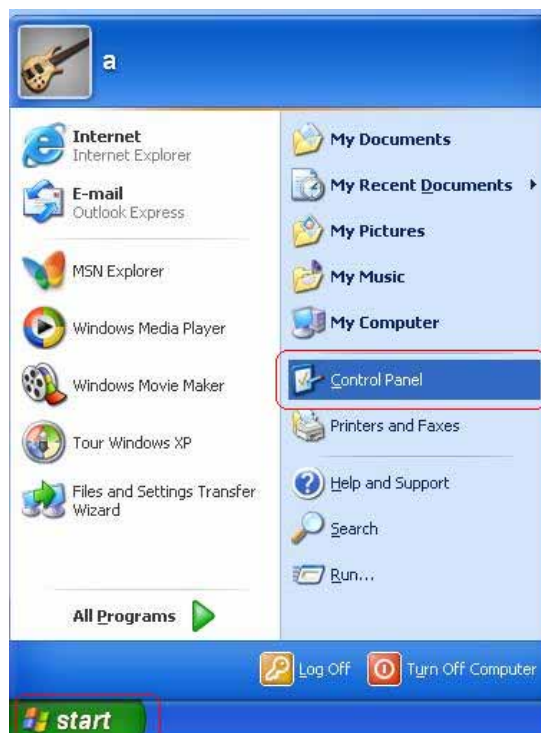 a
Internet
Internet Explorer
E-mail
Outlook Express
MSN Explorer
Windows Media Player
Windows Movie Maker
Tour Windows XP
Files and Settings Transfer
Wizard
All Programs
My Documents
My Recent Documents
My Pictures
My Music
My Computer
Control Panel
Printers and Faxes
Help and Support
Search
Run...
Log Off
Turn Off Computer
start